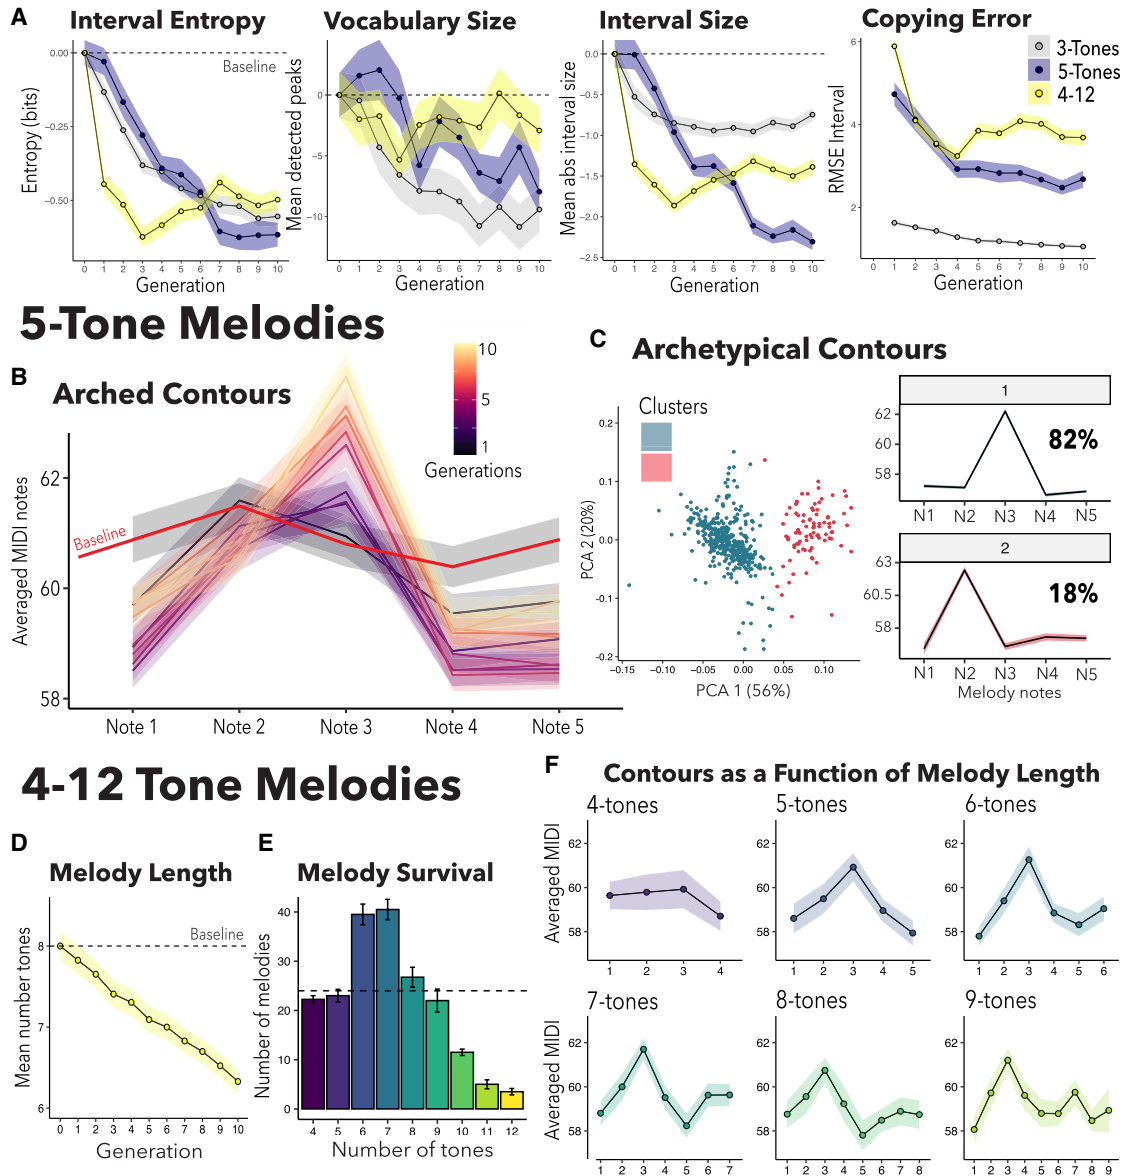 A
Interval Entropy
Vocabulary Size
Interval Size
Copying Error
Entropy (bits)
0.00
-0.25
-0.50
Baseline
0 1 2 3 4 5 6 7 8 9 10
Generation
Mean detected peaks
0
-5
-10
0 1 2 3 4 5 6 7 8 9 10
Generation
Mean abs interval size
0.0
-0.5
-1.0
-1.5
-2.0
-2.5
0 1 2 3 4 5 6 7 8 9 10
Generation
RMSE Interval
6
4
2
3-Tones
5-Tones
4-12
0 1 2 3 4 5 6 7 8 9 10
Generation
5-Tone Melodies
B
Arched Contours
10
5
1
Generations
Averaged MIDI notes
62
60
58
Baseline
Note 1 Note 2 Note 3 Note 4 Note 5
C
Archetypical Contours
Clusters
PCA 2 (20%)
0.2
0.1
0.0
-0.1
-0.2
-0.15 -0.10 -0.05 0.00 0.05 0.10
PCA 1 (56%)
1
62
60
58
82%
N1 N2 N3 N4 N5
2
63
60.5
58
18%
N1 N2 N3 N4 N5
Melody notes
4-12 Tone Melodies
D
Melody Length
Mean number tones
8
7
6
Baseline
0 1 2 3 4 5 6 7 8 9 10
Generation
E
Melody Survival
Number of melodies
40
30
20
10
0
4 5 6 7 8 9 10 11 12
Number of tones
F
Contours as a Function of Melody Length
4-tones
Averaged MIDI
62
60
58
1 2 3 4
5-tones
62
60
58
1 2 3 4 5
6-tones
62
60
58
1 2 3 4 5 6
7-tones
Averaged MIDI
62
60
58
1 2 3 4 5 6 7
8-tones
62
60
58
1 2 3 4 5 6 7 8
9-tones
62
60
58
1 2 3 4 5 6 7 8 9